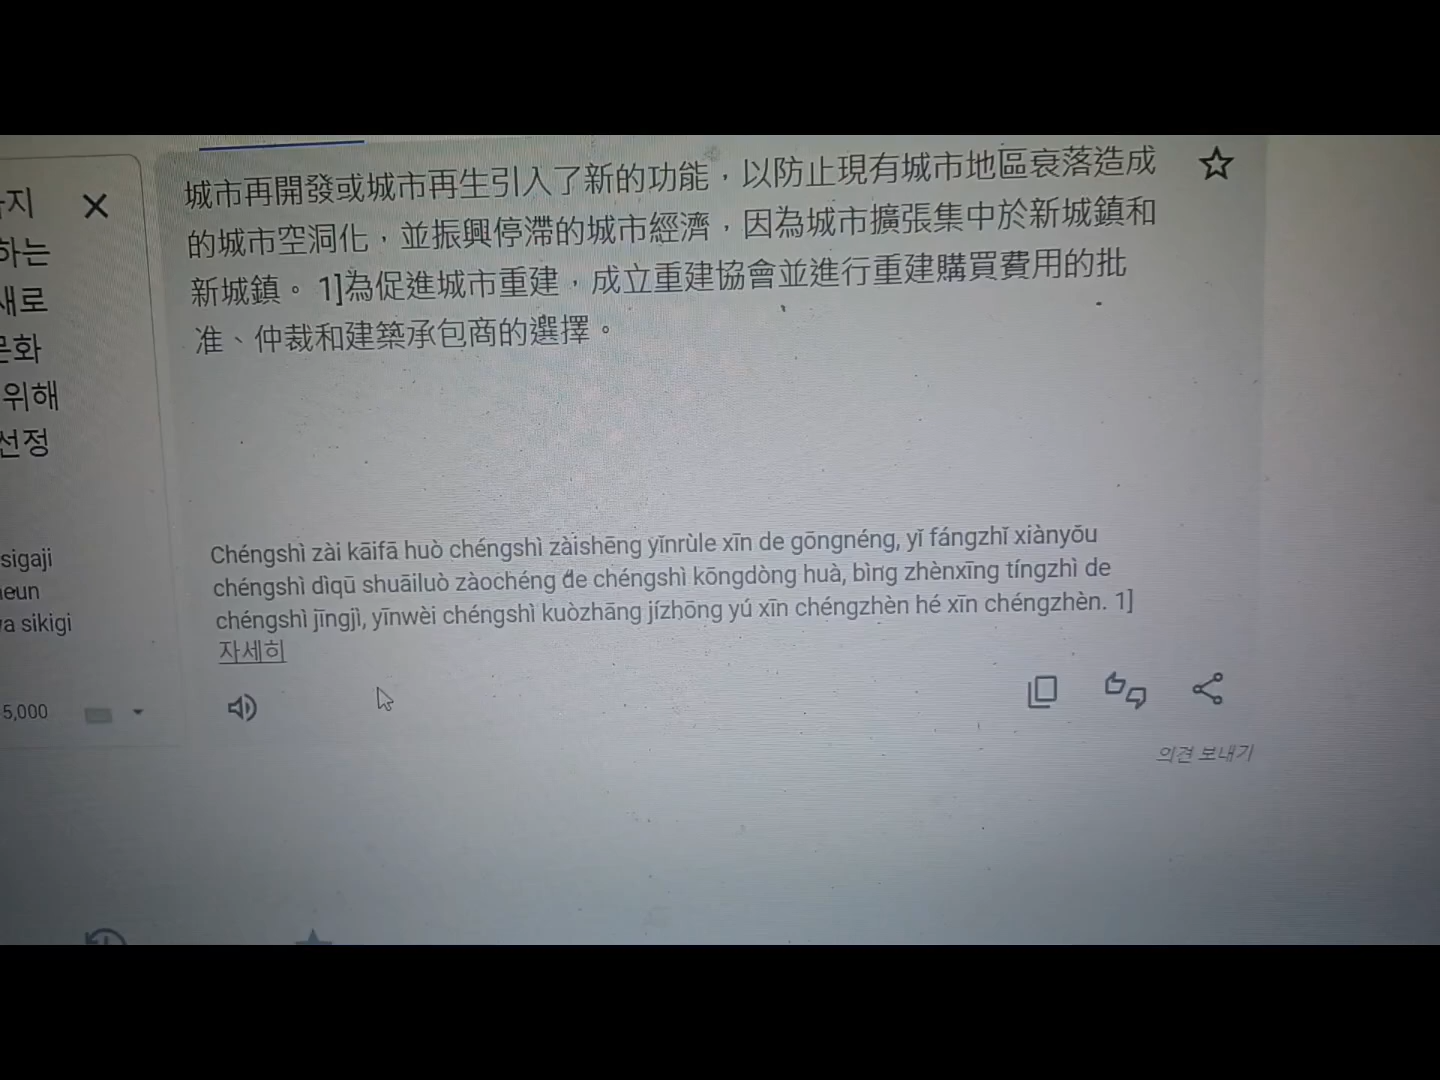 지
하는
새로
문화
위해
선정
sigaji
neun
wa sikigi
5,000
城市再開發或城市再生引入了新的功能，以防止現有城市地區衰落造成
的城市空洞化，並振興停滯的城市經濟，因為城市擴張集中於新城鎮和
新城鎮。 1]為促進城市重建，成立重建協會並進行重建購買費用的批
准、仲裁和建築承包商的選擇。
Chéngshì zài kāifā huò chéngshì zàishēng yǐnrùle xīn de gōngnéng, yǐ fángzhǐ xiànyǒu
chéngshì dìqū shuāiluò zàochéng de chéngshì kōngdòng huà, bìng zhènxīng tíngzhì de
chéngshì jīngjì, yīnwèi chéngshì kuòzhāng jízhōng yú xīn chéngzhèn hé xīn chéngzhèn. 1]
자세히
의견 보내기